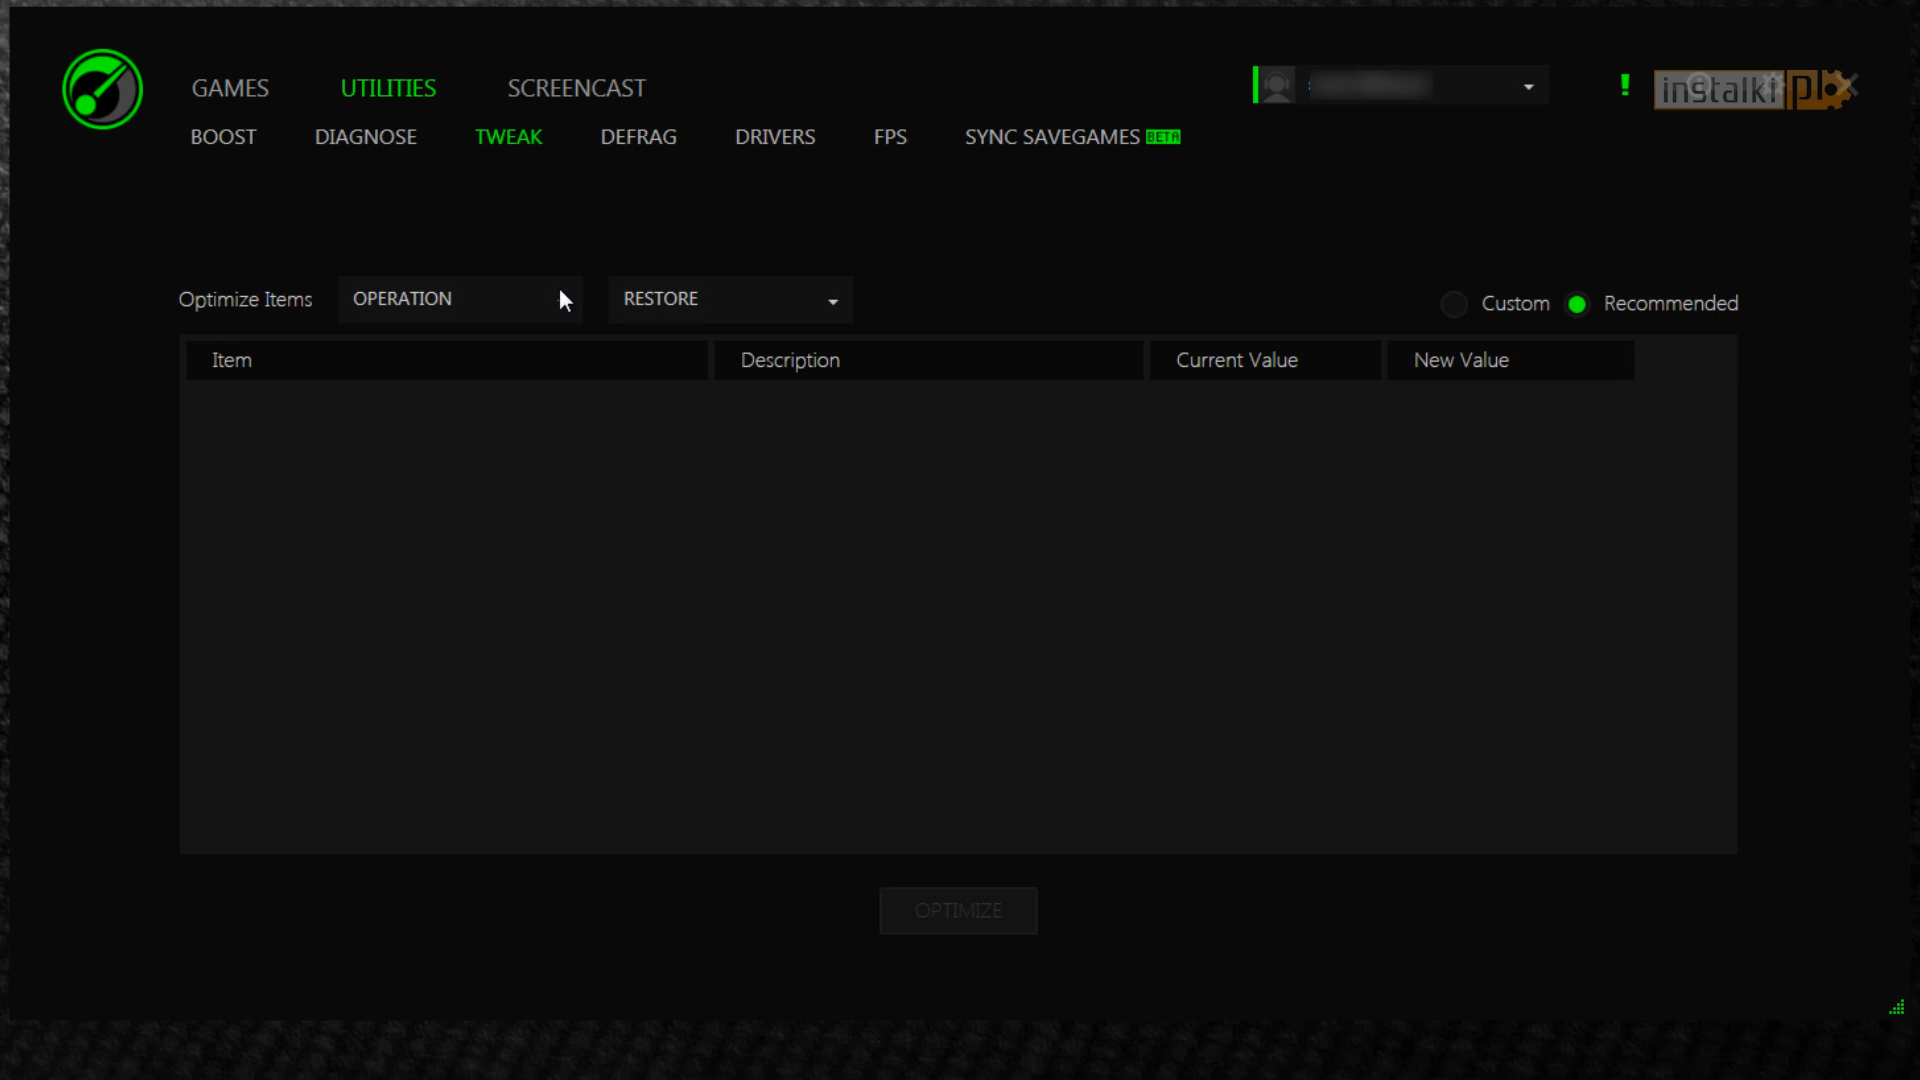 GAMES UTILITIES SCREENCAST
! instalki pl
BOOST DIAGNOSE TWEAK DEFRAG DRIVERS FPS SYNC SAVEGAMES BETA
Optimize Items OPERATION RESTORE Custom Recommended
Item Description Current Value New Value
OPTIMIZE